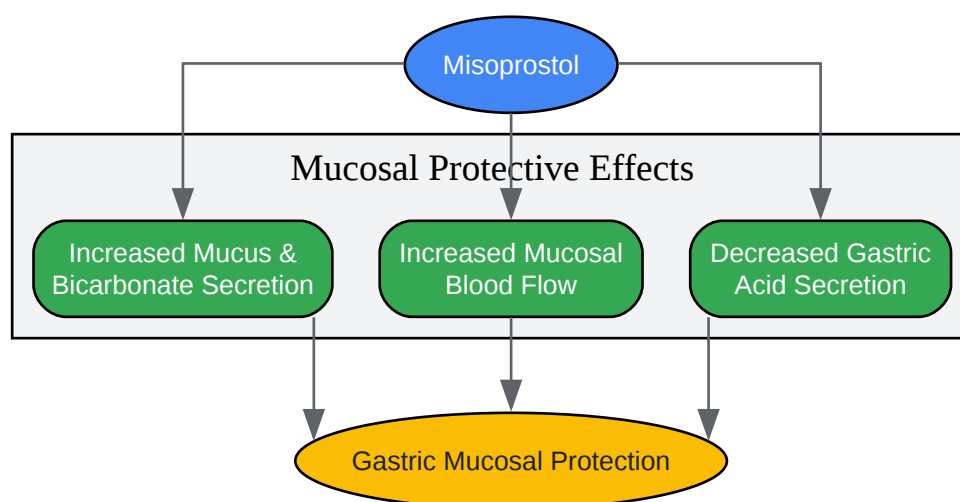 Misoprostol
Mucosal Protective Effects
Increased Mucus &
Bicarbonate Secretion
Increased Mucosal
Blood Flow
Decreased Gastric
Acid Secretion
Gastric Mucosal Protection